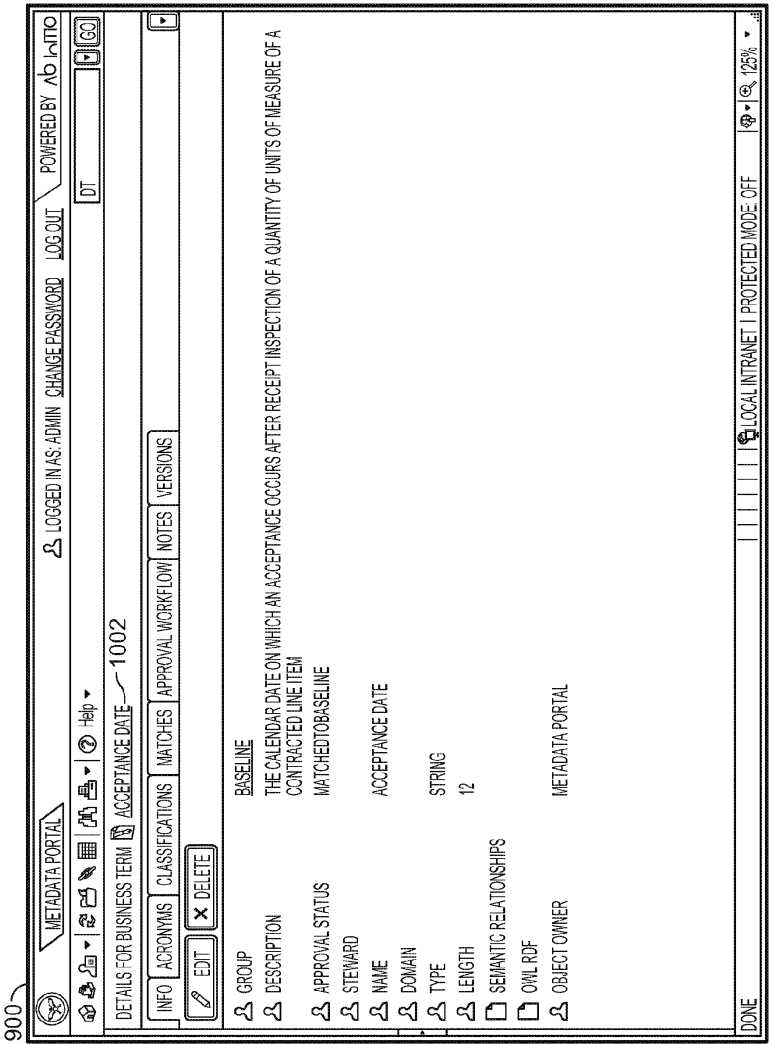 900
METADATA PORTAL
LOGGED IN AS: ADMIN CHANGE PASSWORD LOG OUT
POWERED BY Ab InITIO
Help
DT GO
DETAILS FOR BUSINESS TERM ACCEPTANCE DATE 1002
INFO ACRONYMS CLASSIFICATIONS MATCHES APPROVAL WORKFLOW NOTES VERSIONS
EDIT X DELETE
GROUP BASELINE
DESCRIPTION THE CALENDAR DATE ON WHICH AN ACCEPTANCE OCCURS AFTER RECEIPT INSPECTION OF A QUANTITY OF UNITS OF MEASURE OF A
CONTRACTED LINE ITEM
APPROVAL STATUS MATCHEDTOBASELINE
STEWARD
NAME ACCEPTANCE DATE
DOMAIN
TYPE STRING
LENGTH 12
SEMANTIC RELATIONSHIPS
OWL RDF
OBJECT OWNER METADATA PORTAL
DONE LOCAL INTRANET | PROTECTED MODE: OFF 125%